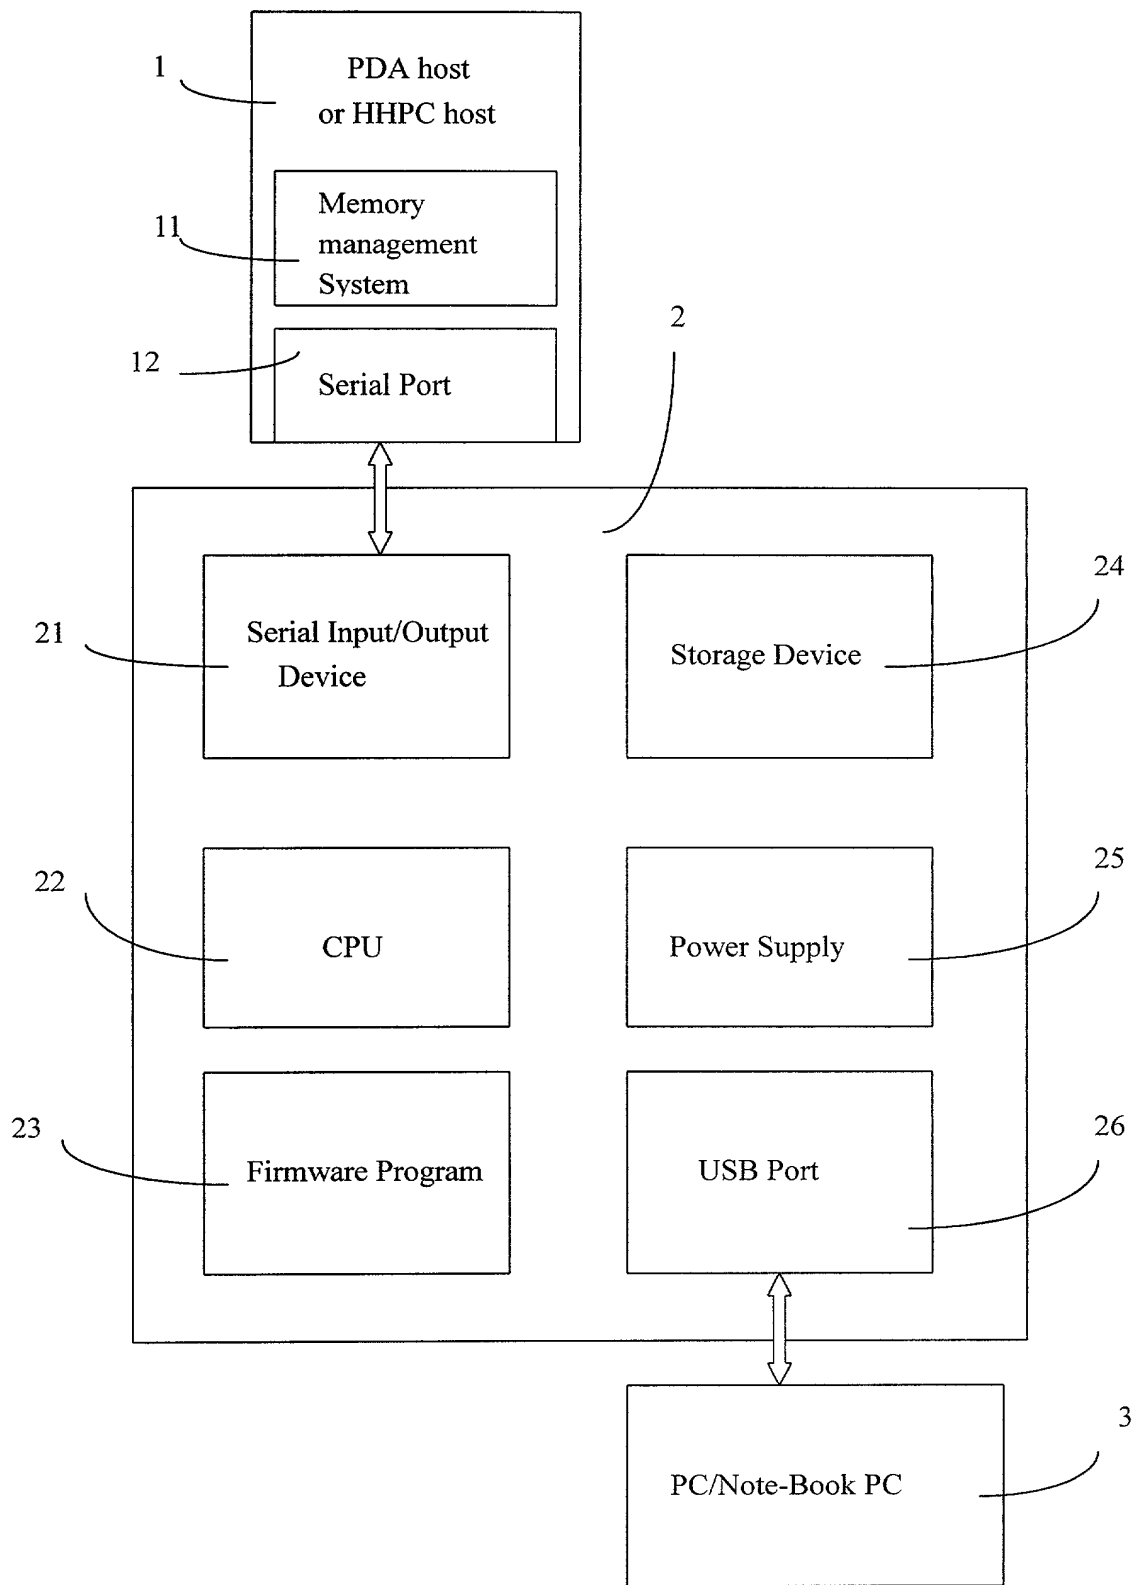 1
PDA host
or HHPC host
11
Memory
management
System
12
Serial Port
2
21
Serial Input/Output
Device
24
Storage Device
22
CPU
25
Power Supply
23
Firmware Program
26
USB Port
3
PC/Note-Book PC